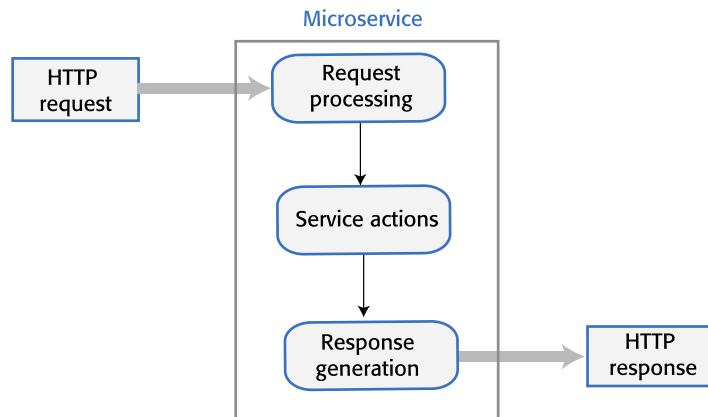 Microservice
HTTP
request
Request
processing
Service actions
Response
generation
HTTP
response